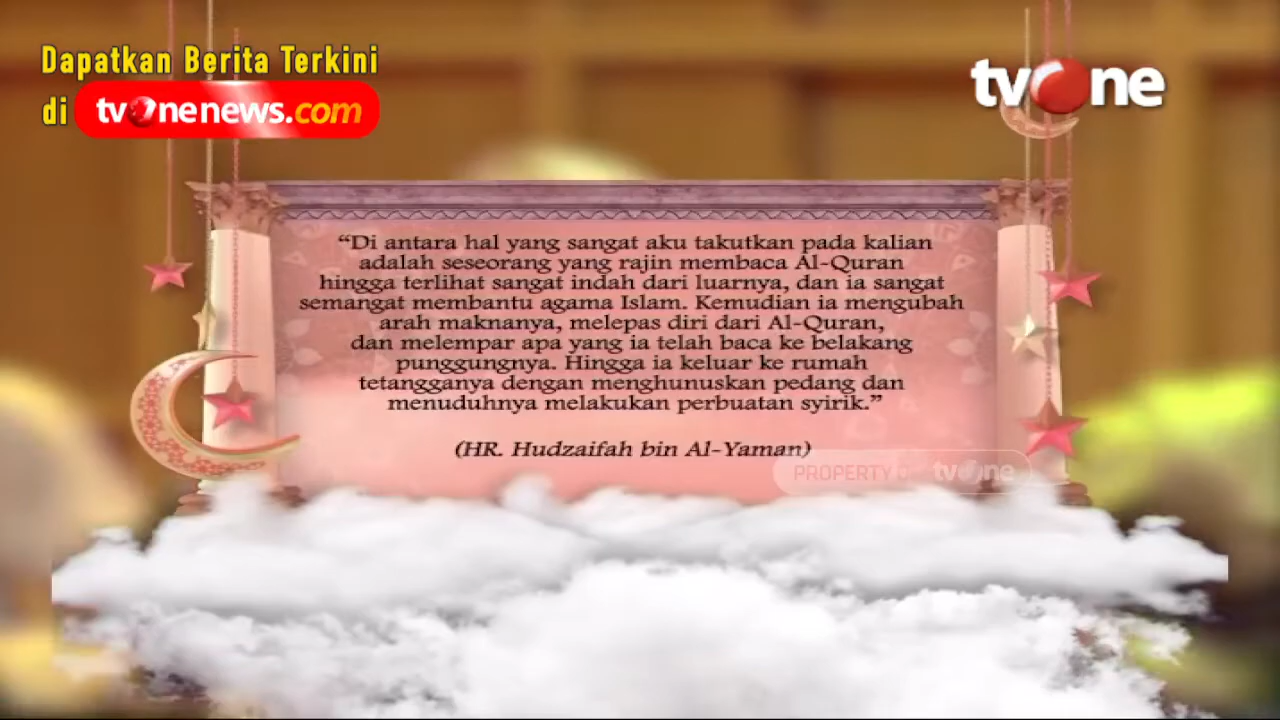 Dapatkan Berita Terkini
di tvOnenews.com
tvOne
“Di antara hal yang sangat aku takutkan pada kalian
adalah seseorang yang rajin membaca Al-Quran
hingga terlihat sangat indah dari luarnya, dan ia sangat
semangat membantu agama Islam. Kemudian ia mengubah
arah maknanya, melepas diri dari Al-Quran,
dan melempar apa yang ia telah baca ke belakang
punggungnya. Hingga ia keluar ke rumah
tetangganya dengan menghunuskan pedang dan
menuduhnya melakukan perbuatan syirik.”
(HR. Hudzaifah bin Al-Yaman)
PROPERTY tvOne